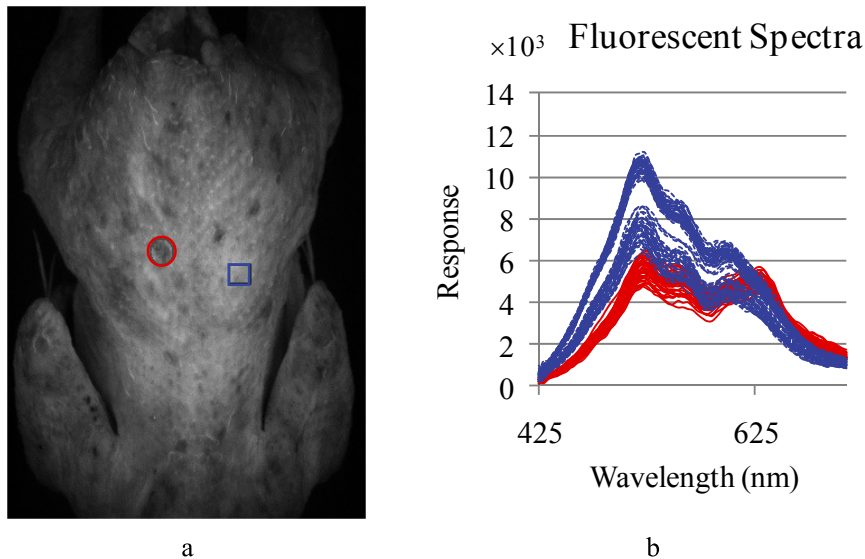 ×10³ Fluorescent Spectra
14
12
10
8
6
4
2
0
Response
425 625
Wavelength (nm)
a b